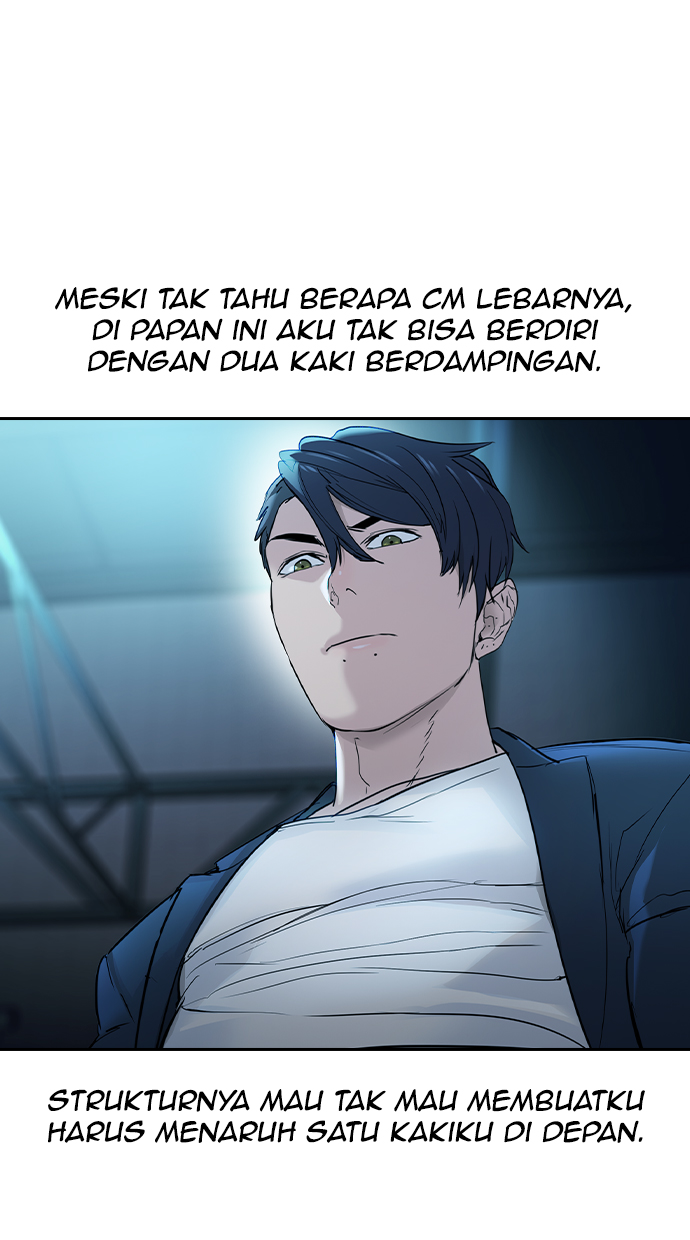 MESKI TAK TAHU BERAPA CM LEBARNYA,
DI PAPAN INI AKU TAK BISA BERDIRI
DENGAN DUA KAKI BERDAMPINGAN.
STRUKTURNYA MAU TAK MAU MEMBUATKU
HARUS MENARUH SATU KAKIKU DI DEPAN.